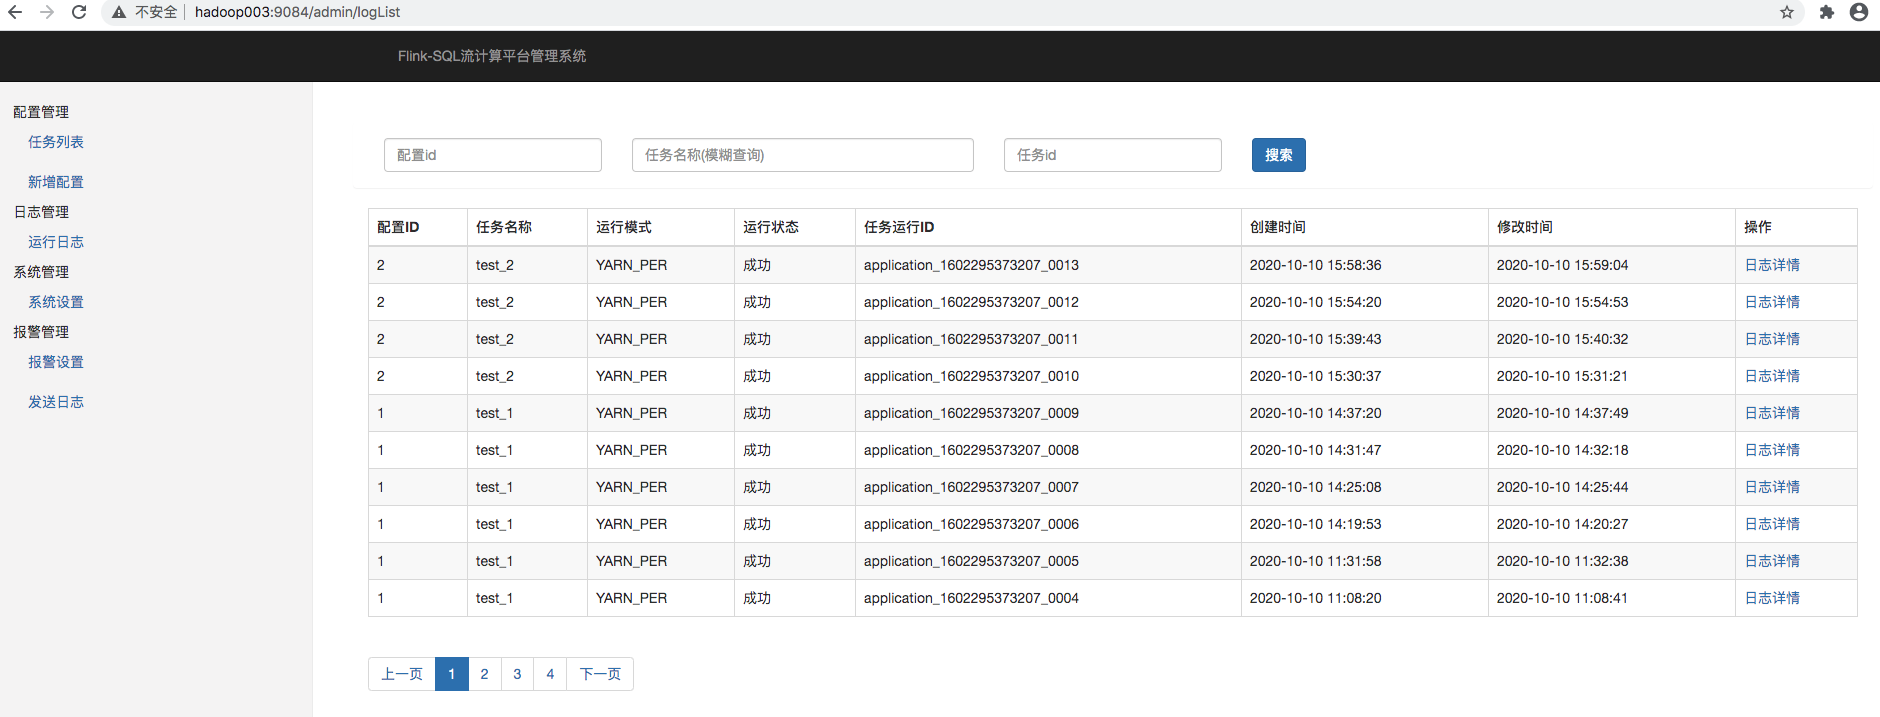 不安全 hadoop003:9084/admin/logList
Flink-SQL流计算平台管理系统
配置管理
任务列表
新增配置
日志管理
运行日志
系统管理
系统设置
报警管理
报警设置
发送日志
配置id 任务名称(模糊查询) 任务id 搜索
配置ID 任务名称 运行模式 运行状态 任务运行ID 创建时间 修改时间 操作
2 test_2 YARN_PER 成功 application_1602295373207_0013 2020-10-10 15:58:36 2020-10-10 15:59:04 日志详情
2 test_2 YARN_PER 成功 application_1602295373207_0012 2020-10-10 15:54:20 2020-10-10 15:54:53 日志详情
2 test_2 YARN_PER 成功 application_1602295373207_0011 2020-10-10 15:39:43 2020-10-10 15:40:32 日志详情
2 test_2 YARN_PER 成功 application_1602295373207_0010 2020-10-10 15:30:37 2020-10-10 15:31:21 日志详情
1 test_1 YARN_PER 成功 application_1602295373207_0009 2020-10-10 14:37:20 2020-10-10 14:37:49 日志详情
1 test_1 YARN_PER 成功 application_1602295373207_0008 2020-10-10 14:31:47 2020-10-10 14:32:18 日志详情
1 test_1 YARN_PER 成功 application_1602295373207_0007 2020-10-10 14:25:08 2020-10-10 14:25:44 日志详情
1 test_1 YARN_PER 成功 application_1602295373207_0006 2020-10-10 14:19:53 2020-10-10 14:20:27 日志详情
1 test_1 YARN_PER 成功 application_1602295373207_0005 2020-10-10 11:31:58 2020-10-10 11:32:38 日志详情
1 test_1 YARN_PER 成功 application_1602295373207_0004 2020-10-10 11:08:20 2020-10-10 11:08:41 日志详情
上一页 1 2 3 4 下一页